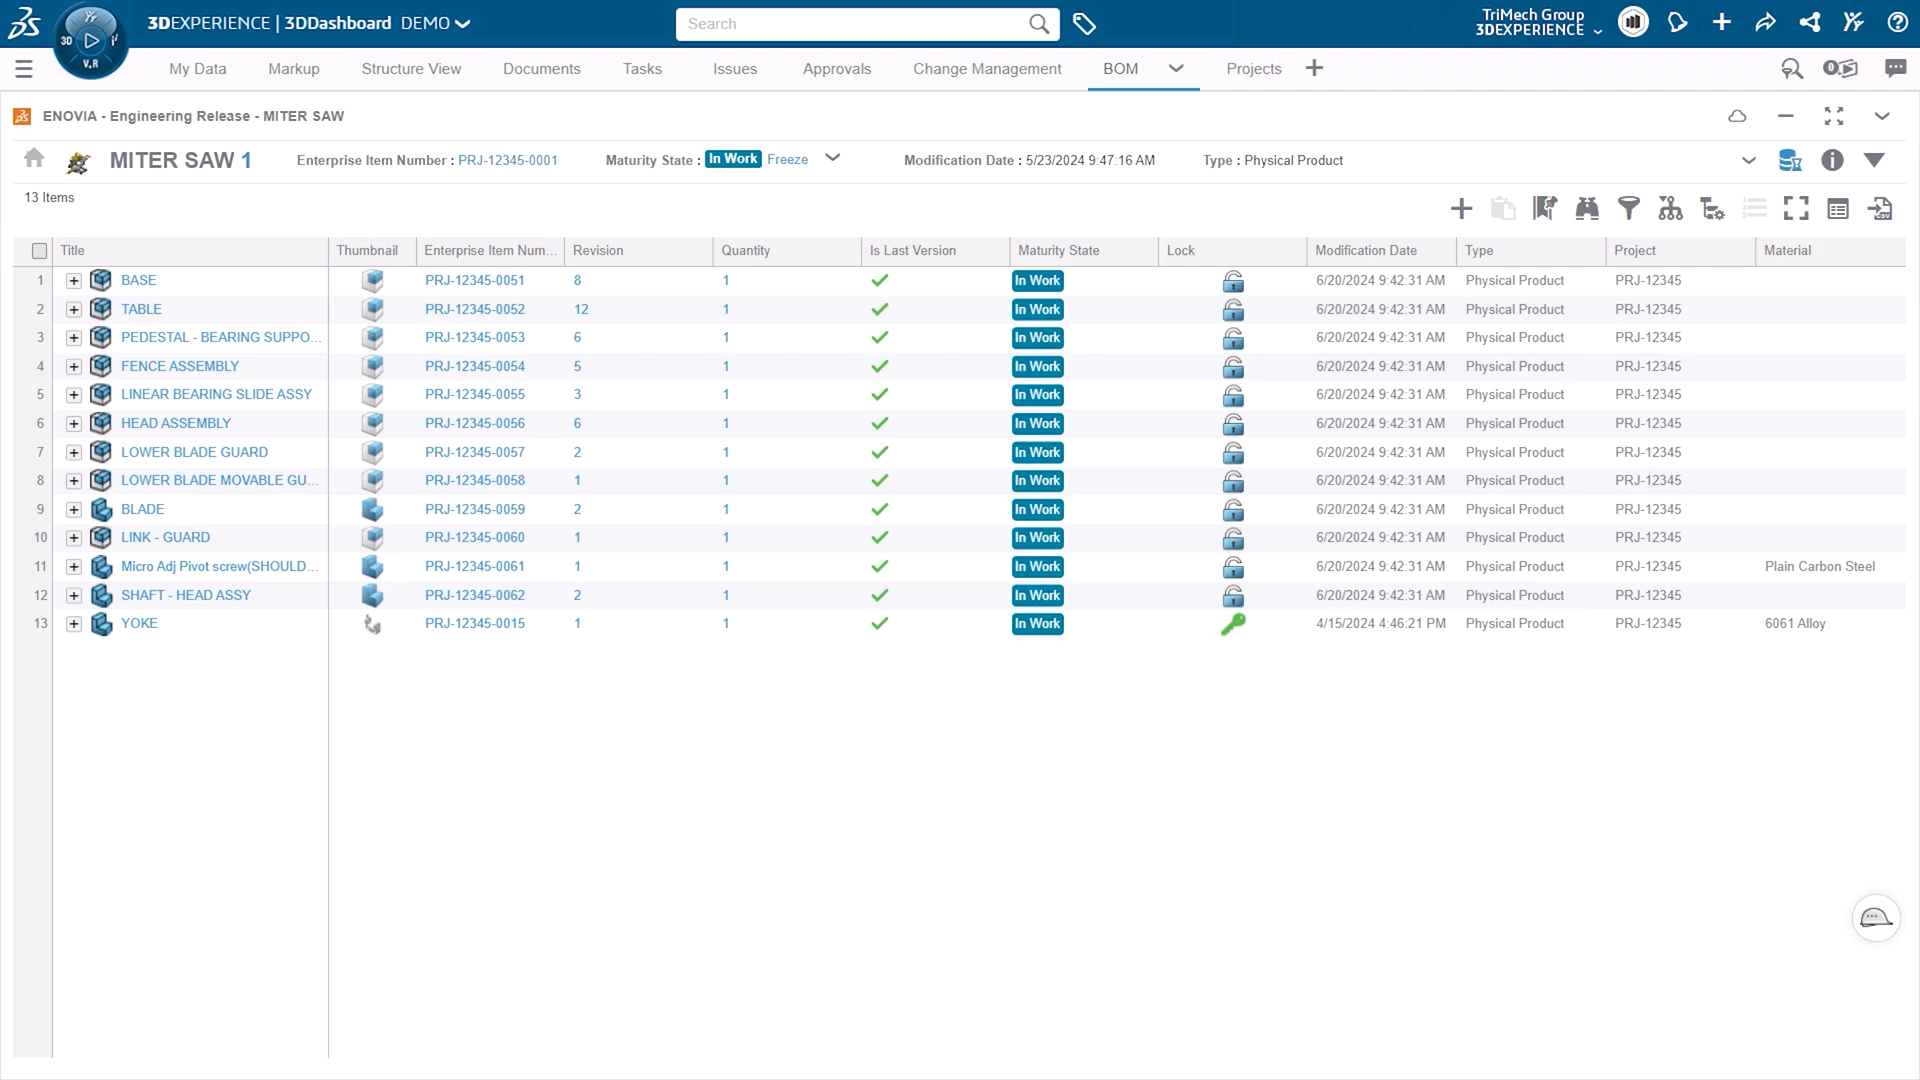 3DEXPERIENCE | 3DDashboard DEMO
Search
TriMech Group
3DEXPERIENCE
3D
V.R
My Data Markup Structure View Documents Tasks Issues Approvals Change Management BOM Projects
0
ENOVIA - Engineering Release - MITER SAW
MITER SAW 1 Enterprise Item Number : PRJ-12345-0001 Maturity State : In Work Freeze Modification Date : 5/23/2024 9:47:16 AM Type : Physical Product
13 Items
Title Thumbnail Enterprise Item Num... Revision Quantity Is Last Version Maturity State Lock Modification Date Type Project Material
1 BASE PRJ-12345-0051 8 1 In Work 6/20/2024 9:42:31 AM Physical Product PRJ-12345
2 TABLE PRJ-12345-0052 12 1 In Work 6/20/2024 9:42:31 AM Physical Product PRJ-12345
3 PEDESTAL - BEARING SUPPO... PRJ-12345-0053 6 1 In Work 6/20/2024 9:42:31 AM Physical Product PRJ-12345
4 FENCE ASSEMBLY PRJ-12345-0054 5 1 In Work 6/20/2024 9:42:31 AM Physical Product PRJ-12345
5 LINEAR BEARING SLIDE ASSY PRJ-12345-0055 3 1 In Work 6/20/2024 9:42:31 AM Physical Product PRJ-12345
6 HEAD ASSEMBLY PRJ-12345-0056 6 1 In Work 6/20/2024 9:42:31 AM Physical Product PRJ-12345
7 LOWER BLADE GUARD PRJ-12345-0057 2 1 In Work 6/20/2024 9:42:31 AM Physical Product PRJ-12345
8 LOWER BLADE MOVABLE GU... PRJ-12345-0058 1 1 In Work 6/20/2024 9:42:31 AM Physical Product PRJ-12345
9 BLADE PRJ-12345-0059 2 1 In Work 6/20/2024 9:42:31 AM Physical Product PRJ-12345
10 LINK - GUARD PRJ-12345-0060 1 1 In Work 6/20/2024 9:42:31 AM Physical Product PRJ-12345
11 Micro Adj Pivot screw(SHOULD... PRJ-12345-0061 1 1 In Work 6/20/2024 9:42:31 AM Physical Product PRJ-12345 Plain Carbon Steel
12 SHAFT - HEAD ASSY PRJ-12345-0062 2 1 In Work 6/20/2024 9:42:31 AM Physical Product PRJ-12345
13 YOKE PRJ-12345-0015 1 1 In Work 4/15/2024 4:46:21 PM Physical Product PRJ-12345 6061 Alloy